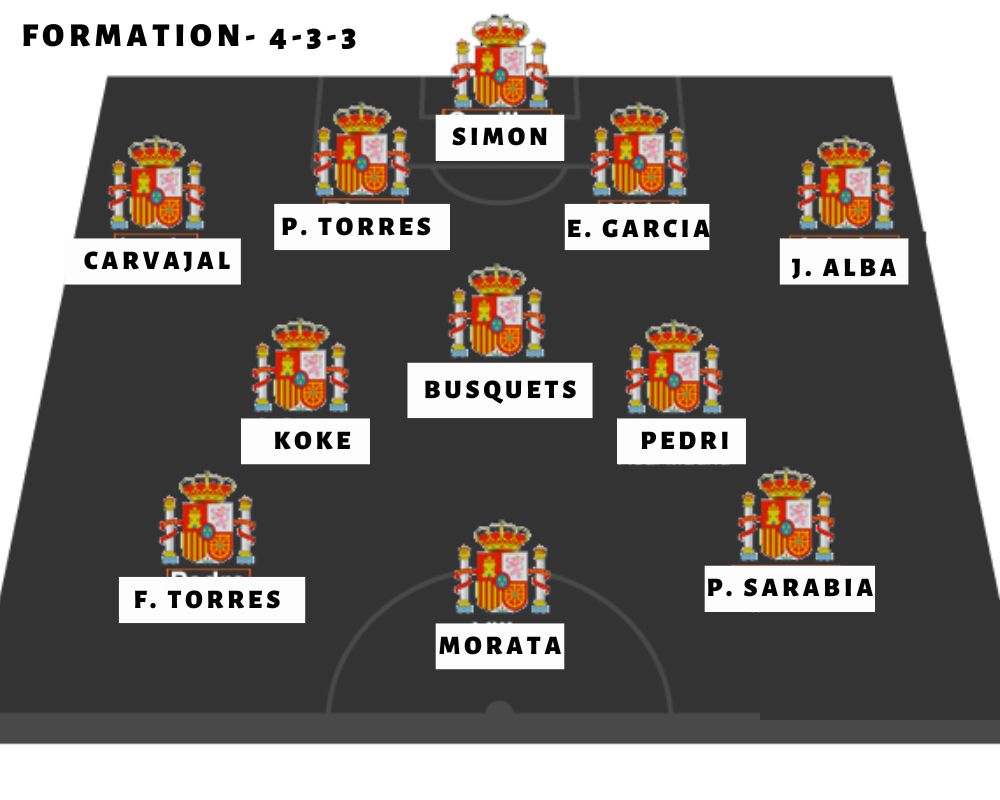 FORMATION- 4-3-3
SIMON
P. TORRES
E. GARCIA
CARVAJAL
J. ALBA
BUSQUETS
KOKE
PEDRI
F. TORRES
P. SARABIA
MORATA